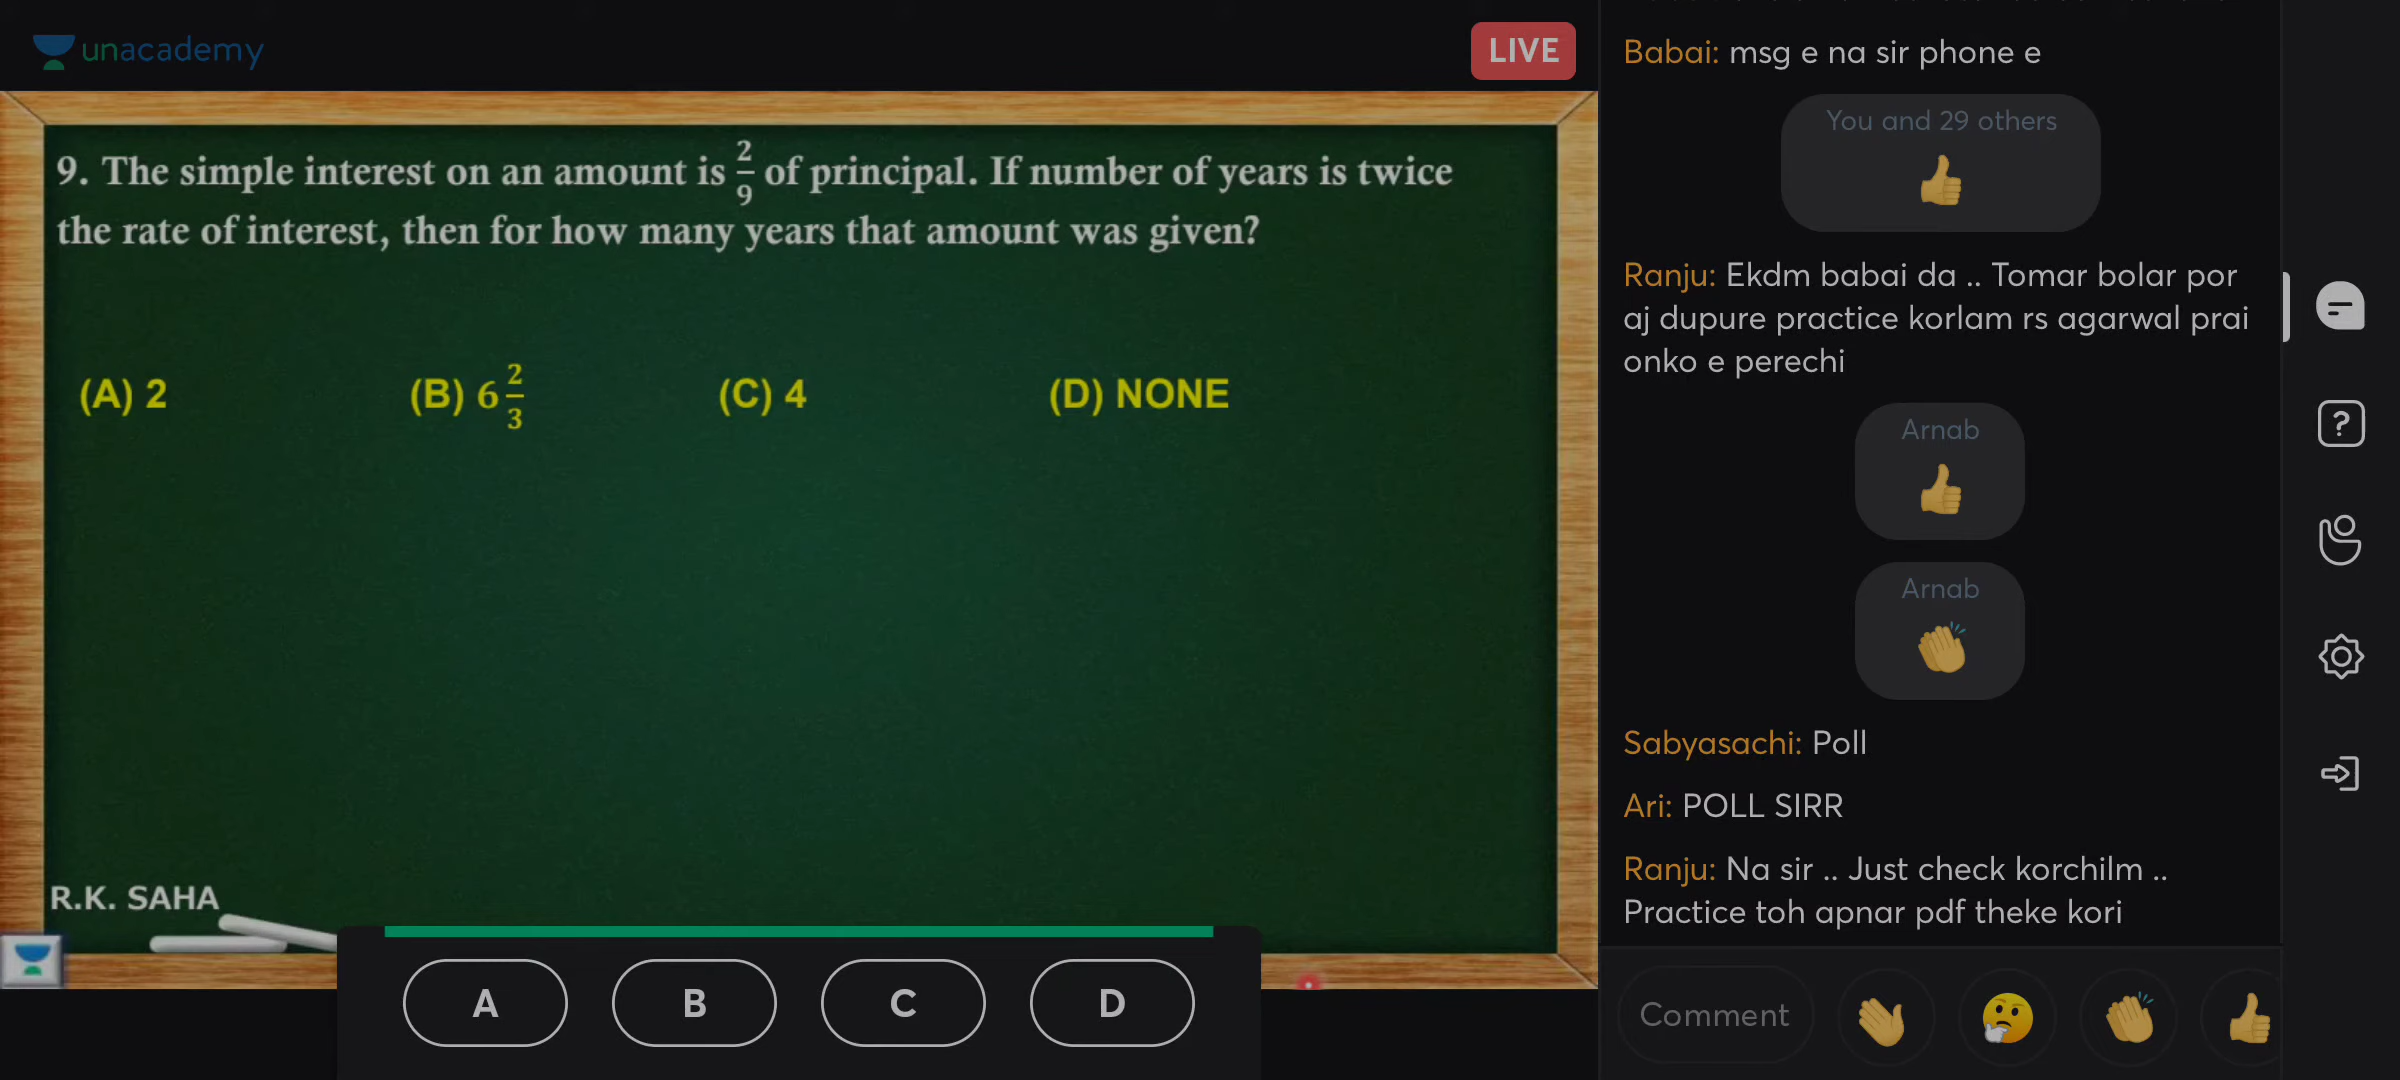 unacademy
LIVE
9. The simple interest on an amount is 2/9 of principal. If number of years is twice
the rate of interest, then for how many years that amount was given?
(A) 2 (B) 6 2/3 (C) 4 (D) NONE
R.K. SAHA
A B C D
Babai: msg e na sir phone e
You and 29 others
Ranju: Ekdm babai da .. Tomar bolar por
aj dupure practice korlam rs agarwal prai
onko e perechi
Arnab
Arnab
Sabyasachi: Poll
Ari: POLL SIRR
Ranju: Na sir .. Just check korchilm ..
Practice toh apnar pdf theke kori
Comment